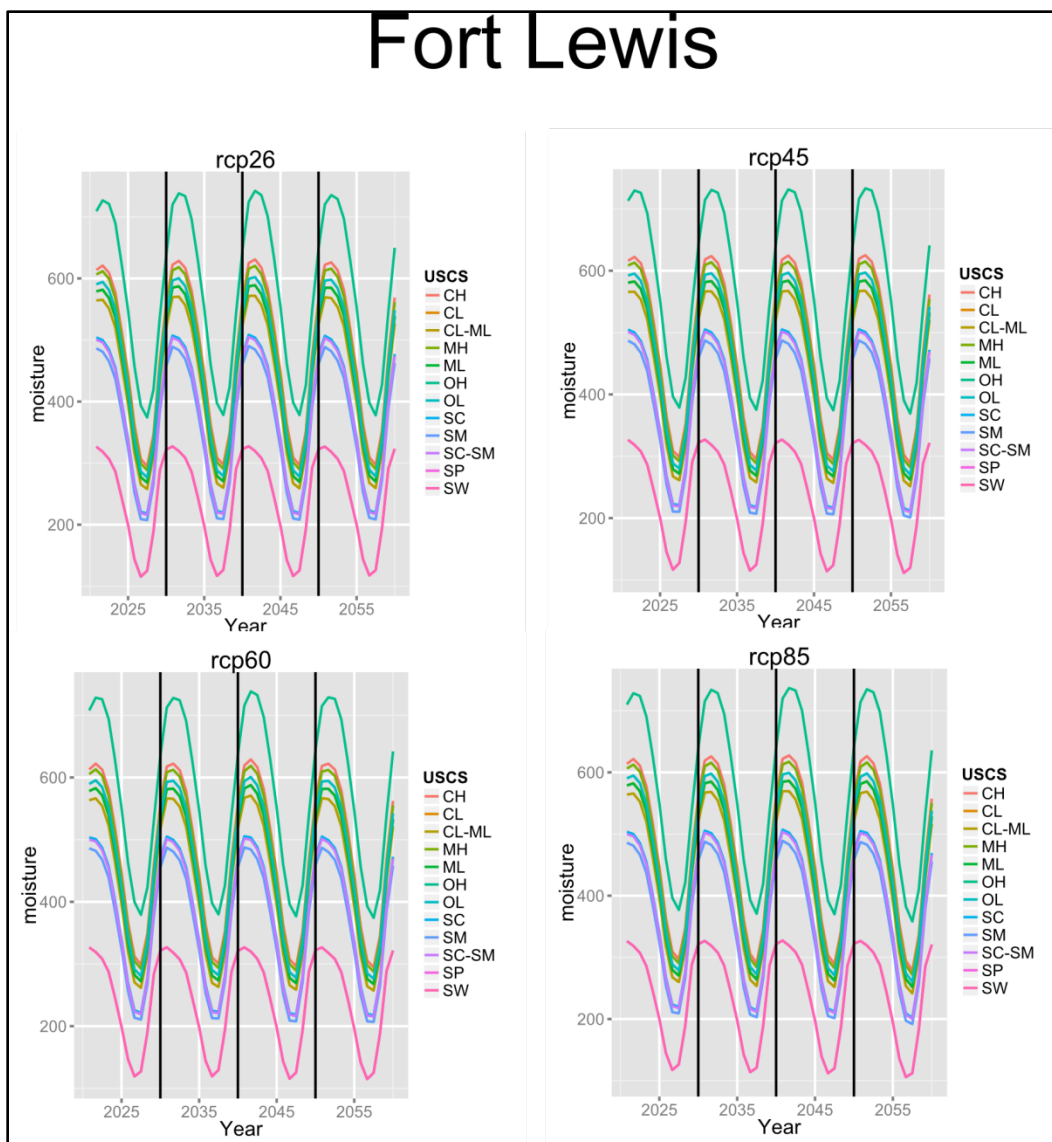 Fort Lewis
rcp26
moisture
600
400
200
2025
2035
2045
2055
Year
USCS
CH
CL
CL-ML
MH
ML
OH
OL
SC
SM
SC-SM
SP
SW
rcp45
moisture
600
400
200
2025
2035
2045
2055
Year
USCS
CH
CL
CL-ML
MH
ML
OH
OL
SC
SM
SC-SM
SP
SW
rcp60
moisture
600
400
200
2025
2035
2045
2055
Year
USCS
CH
CL
CL-ML
MH
ML
OH
OL
SC
SM
SC-SM
SP
SW
rcp85
moisture
600
400
200
2025
2035
2045
2055
Year
USCS
CH
CL
CL-ML
MH
ML
OH
OL
SC
SM
SC-SM
SP
SW